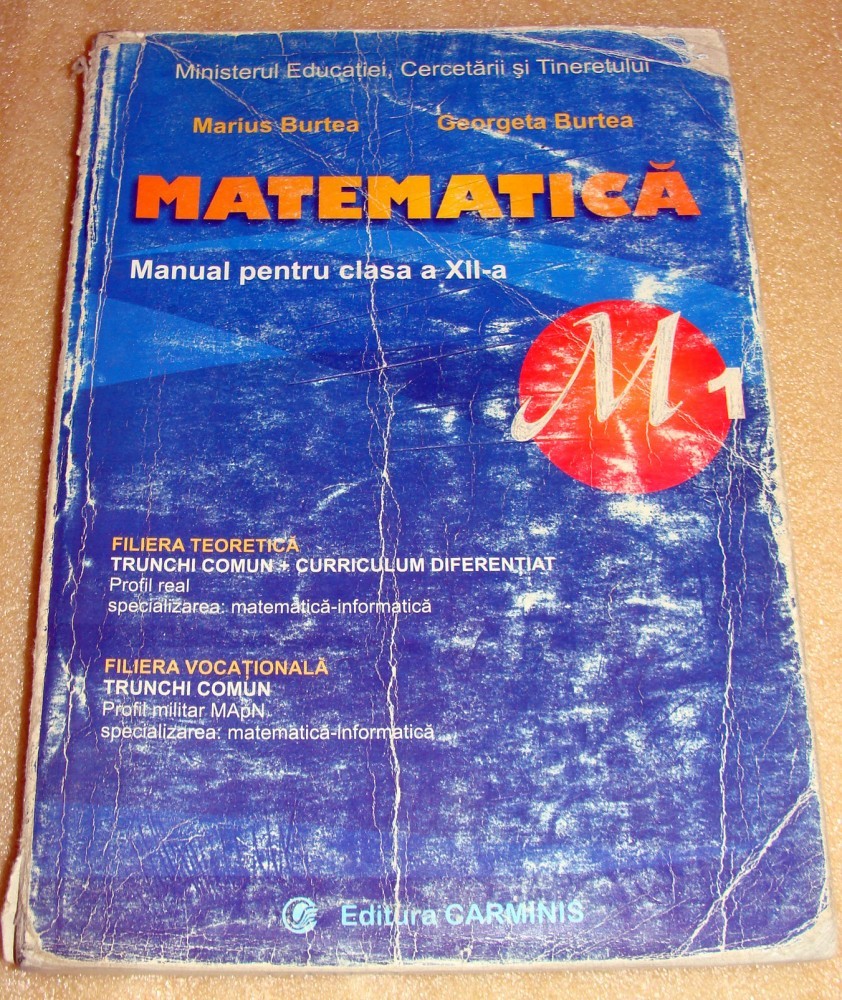 Ministerul Educației, Cercetării și Tineretului
Marius Burtea Georgeta Burtea
MATEMATICĂ
Manual pentru clasa a XII-a
M1
FILIERA TEORETICĂ
TRUNCHI COMUN + CURRICULUM DIFERENȚIAT
Profil real
specializarea: matematică-informatică
FILIERA VOCAȚIONALĂ
TRUNCHI COMUN
Profil militar MApN
specializarea: matematică-informatică
Editura CARMINIS